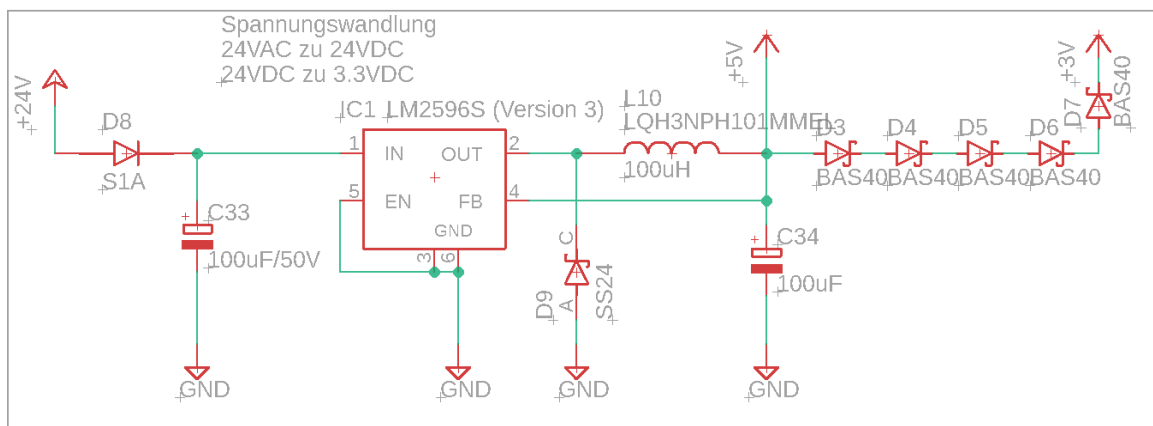 Spannungswandlung
24VAC zu 24VDC
24VDC zu 3.3VDC
+24V
D8
S1A
C33
100uF/50V
GND
IC1 LM2596S (Version 3)
1
IN
OUT
2
5
EN
FB
4
GND
3
6
GND
C
D9
A
SS24
GND
L10
LQH3NPH101MMEL
100uH
+5V
C34
100uF
GND
D3
BAS40
D4
BAS40
D5
BAS40
D6
BAS40
+3V
D7
BAS40